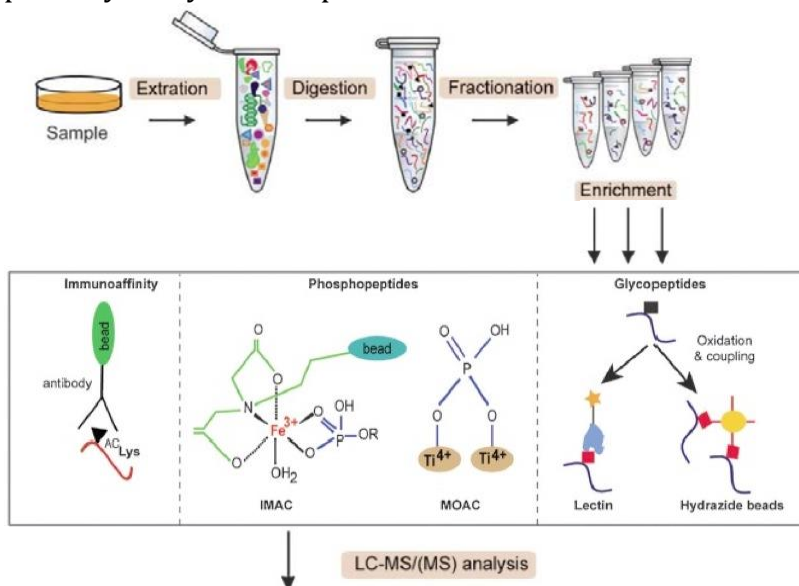 Extration
Digestion
Fractionation
Sample
Enrichment
Immunoaffinity
bead
antibody
AC
Lys
Phosphopeptides
O
bead
O
N
Fe3+
O
OH
P
OR
O
O
OH2
IMAC
O
OH
P
O
O
Ti4+
Ti4+
MOAC
Glycopeptides
Oxidation
& coupling
Lectin
Hydrazide beads
LC-MS/(MS) analysis